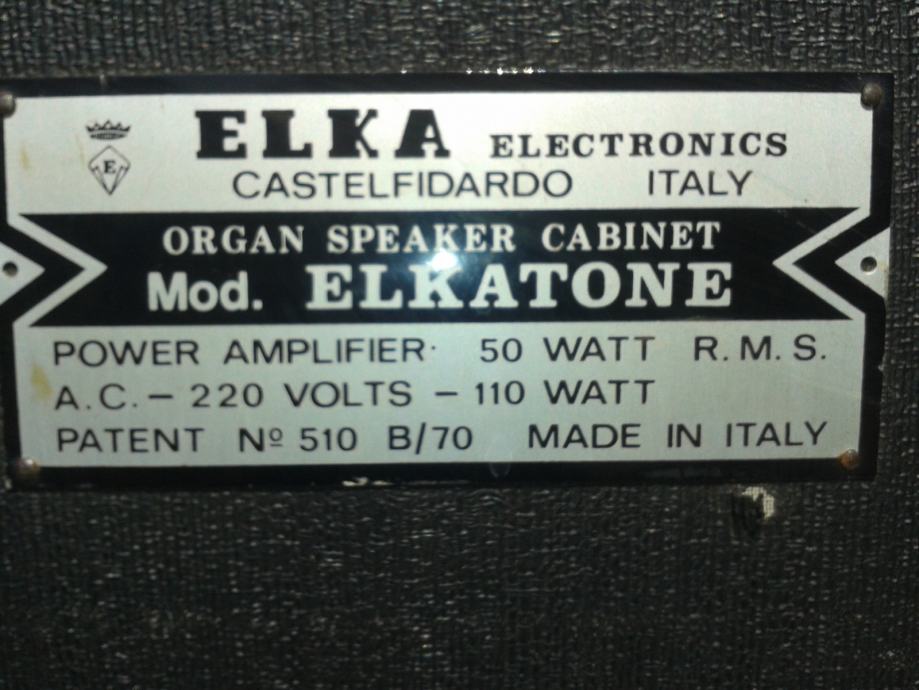 ELKA ELECTRONICS
E
CASTELFIDARDO ITALY
ORGAN SPEAKER CABINET
Mod. ELKATONE
POWER AMPLIFIER· 50 WATT R.M.S.
A.C. – 220 VOLTS – 110 WATT
PATENT Nº 510 B/70 MADE IN ITALY